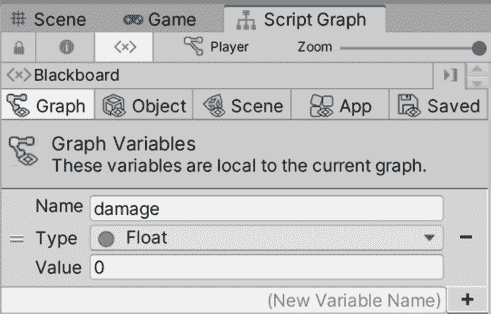 Scene Game Script Graph
<×> Player Zoom
<×> Blackboard
Graph Object Scene App Saved
Graph Variables
These variables are local to the current graph.
Name damage
Type Float
Value 0
(New Variable Name) +